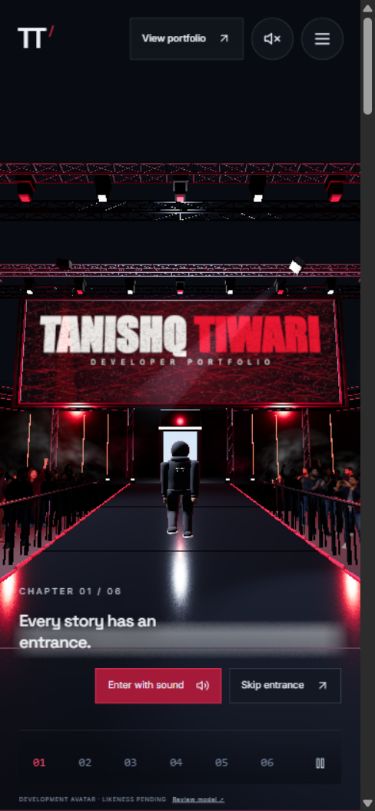 TT/
View portfolio ↗
TANISHQ TIWARI
DEVELOPER PORTFOLIO
CHAPTER 01 / 06
Every story has an
entrance.
Enter with sound
Skip entrance ↗
01 02 03 04 05 06
DEVELOPMENT AVATAR · LIKENESS PENDING Review model ↗